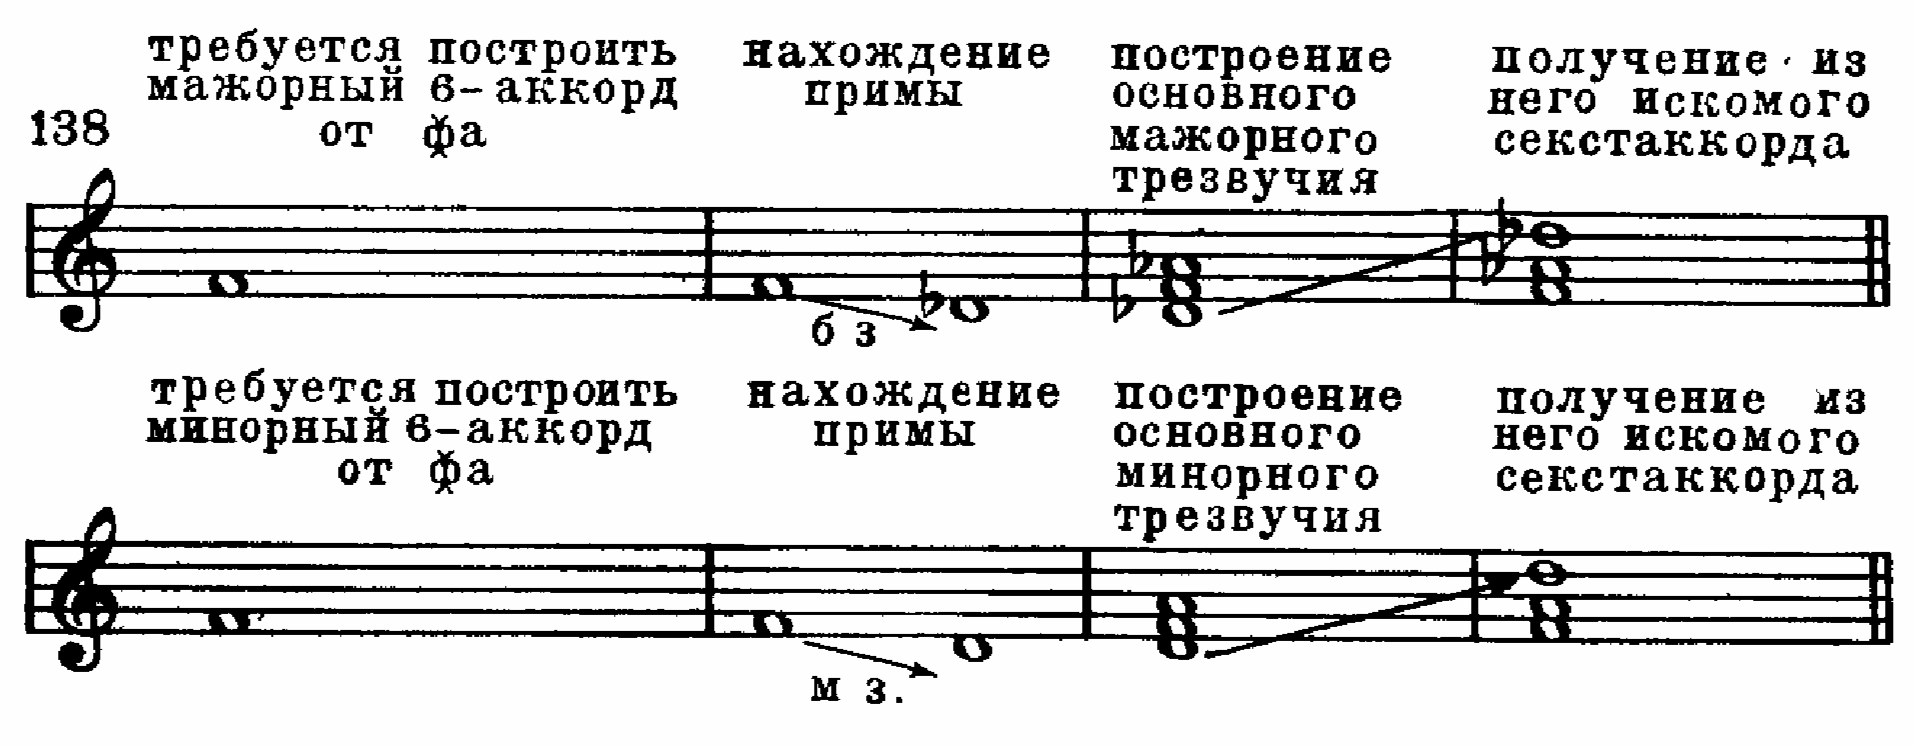 требуется построить
мажорный 6-аккорд
от фа
нахождение
примы
построение
основного
мажорного
трезвучия
получение из
него искомого
секстаккорда
138
б 3
требуется построить
минорный 6-аккорд
от фа
нахождение
примы
построение
основного
минорного
трезвучия
получение из
него искомого
секстаккорда
м 3.